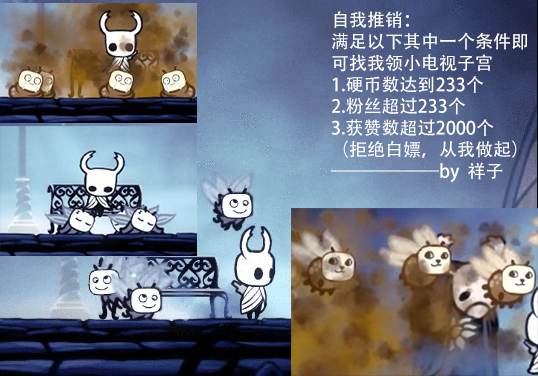 自我推销：
满足以下其中一个条件即
可找我领小电视子宫
1.硬币数达到233个
2.粉丝超过233个
3.获赞数超过2000个
（拒绝白嫖，从我做起）
——————by 祥子